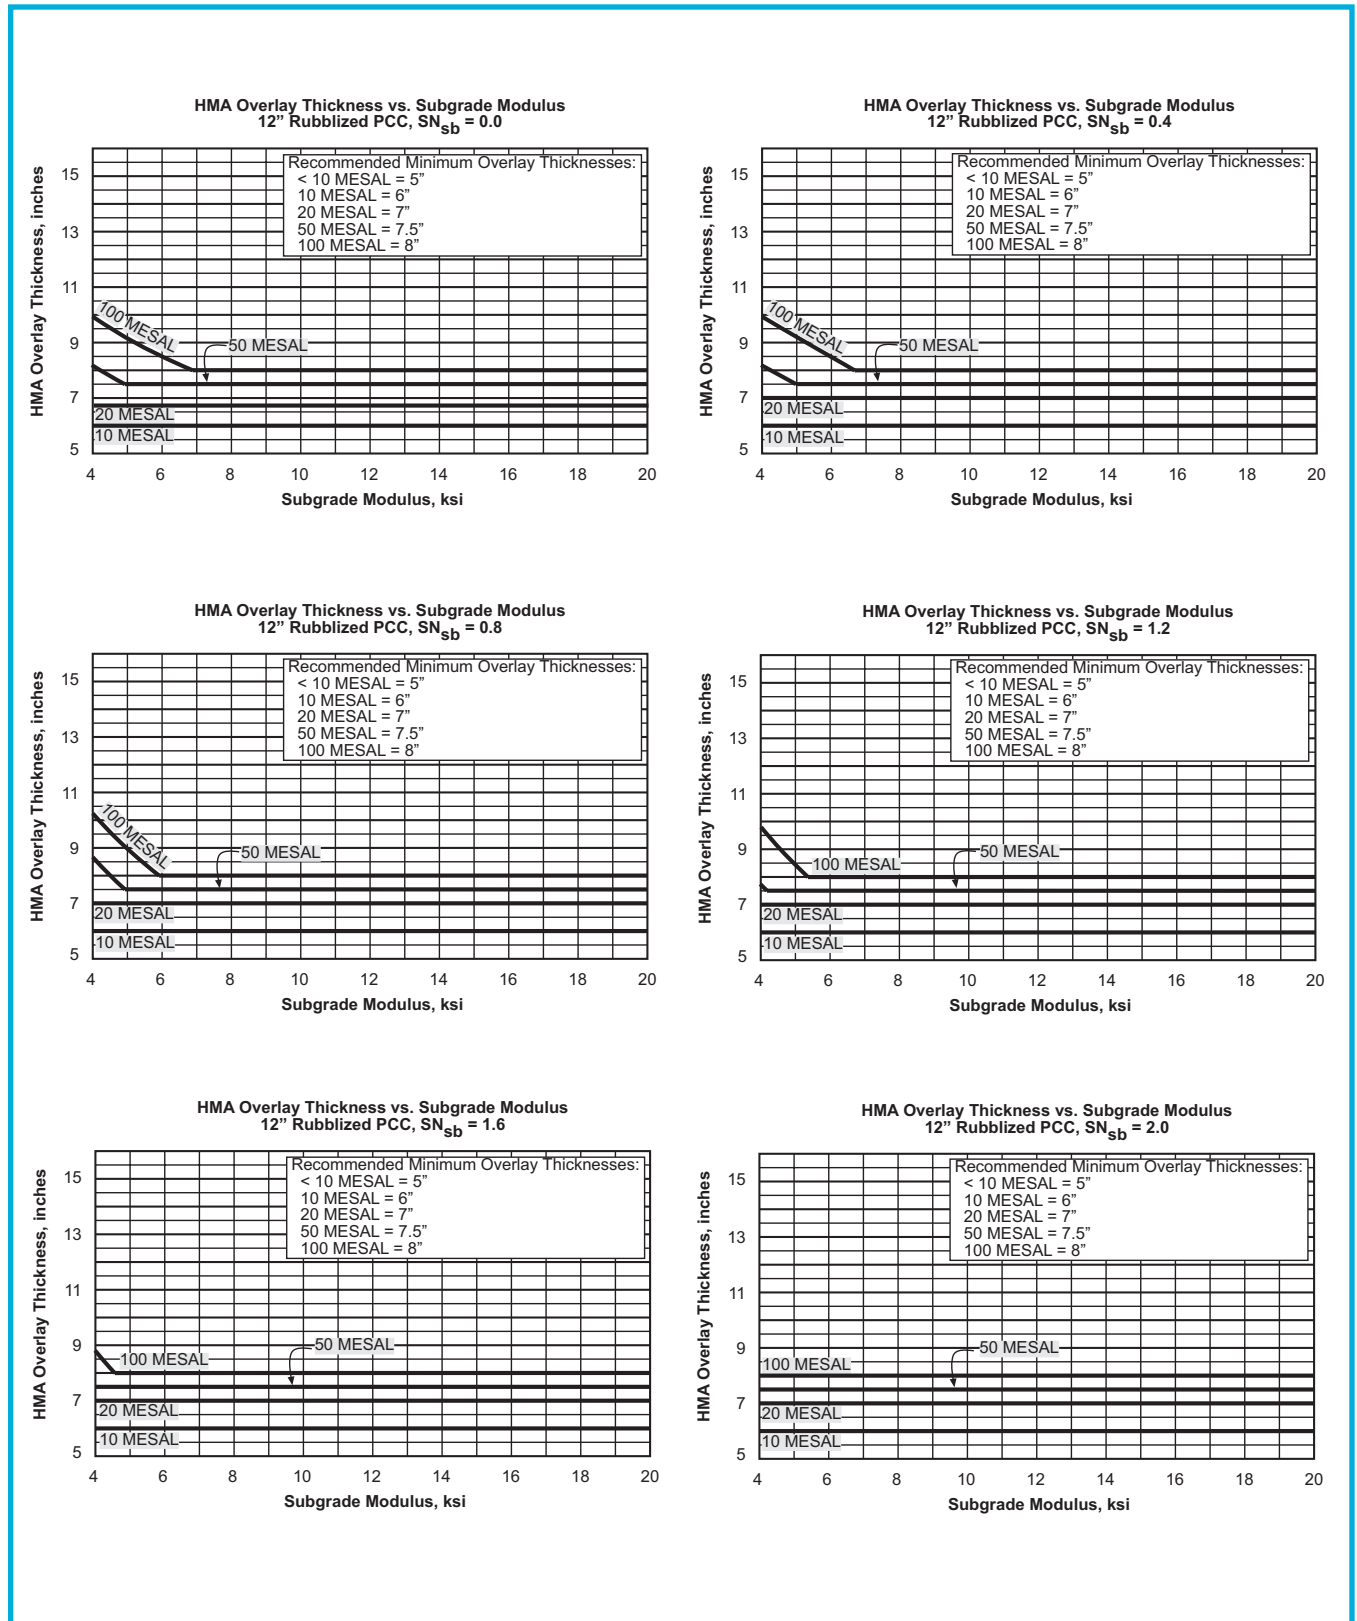 HMA Overlay Thickness vs. Subgrade Modulus
12” Rubblized PCC, SNsb = 0.0
HMA Overlay Thickness, inches
15
13
11
9
7
5
Recommended Minimum Overlay Thicknesses:
< 10 MESAL = 5”
10 MESAL = 6”
20 MESAL = 7”
50 MESAL = 7.5”
100 MESAL = 8”
100 MESAL
50 MESAL
20 MESAL
10 MESAL
4 6 8 10 12 14 16 18 20
Subgrade Modulus, ksi
HMA Overlay Thickness vs. Subgrade Modulus
12” Rubblized PCC, SNsb = 0.4
HMA Overlay Thickness, inches
15
13
11
9
7
5
Recommended Minimum Overlay Thicknesses:
< 10 MESAL = 5”
10 MESAL = 6”
20 MESAL = 7”
50 MESAL = 7.5”
100 MESAL = 8”
100 MESAL
50 MESAL
20 MESAL
10 MESAL
4 6 8 10 12 14 16 18 20
Subgrade Modulus, ksi
HMA Overlay Thickness vs. Subgrade Modulus
12” Rubblized PCC, SNsb = 0.8
HMA Overlay Thickness, inches
15
13
11
9
7
5
Recommended Minimum Overlay Thicknesses:
< 10 MESAL = 5”
10 MESAL = 6”
20 MESAL = 7”
50 MESAL = 7.5”
100 MESAL = 8”
100 MESAL
50 MESAL
20 MESAL
10 MESAL
4 6 8 10 12 14 16 18 20
Subgrade Modulus, ksi
HMA Overlay Thickness vs. Subgrade Modulus
12” Rubblized PCC, SNsb = 1.2
HMA Overlay Thickness, inches
15
13
11
9
7
5
Recommended Minimum Overlay Thicknesses:
< 10 MESAL = 5”
10 MESAL = 6”
20 MESAL = 7”
50 MESAL = 7.5”
100 MESAL = 8”
50 MESAL
100 MESAL
20 MESAL
10 MESAL
4 6 8 10 12 14 16 18 20
Subgrade Modulus, ksi
HMA Overlay Thickness vs. Subgrade Modulus
12” Rubblized PCC, SNsb = 1.6
HMA Overlay Thickness, inches
15
13
11
9
7
5
Recommended Minimum Overlay Thicknesses:
< 10 MESAL = 5”
10 MESAL = 6”
20 MESAL = 7”
50 MESAL = 7.5”
100 MESAL = 8”
50 MESAL
100 MESAL
20 MESAL
10 MESAL
4 6 8 10 12 14 16 18 20
Subgrade Modulus, ksi
HMA Overlay Thickness vs. Subgrade Modulus
12” Rubblized PCC, SNsb = 2.0
HMA Overlay Thickness, inches
15
13
11
9
7
5
Recommended Minimum Overlay Thicknesses:
< 10 MESAL = 5”
10 MESAL = 6”
20 MESAL = 7”
50 MESAL = 7.5”
100 MESAL = 8”
50 MESAL
100 MESAL
20 MESAL
10 MESAL
4 6 8 10 12 14 16 18 20
Subgrade Modulus, ksi